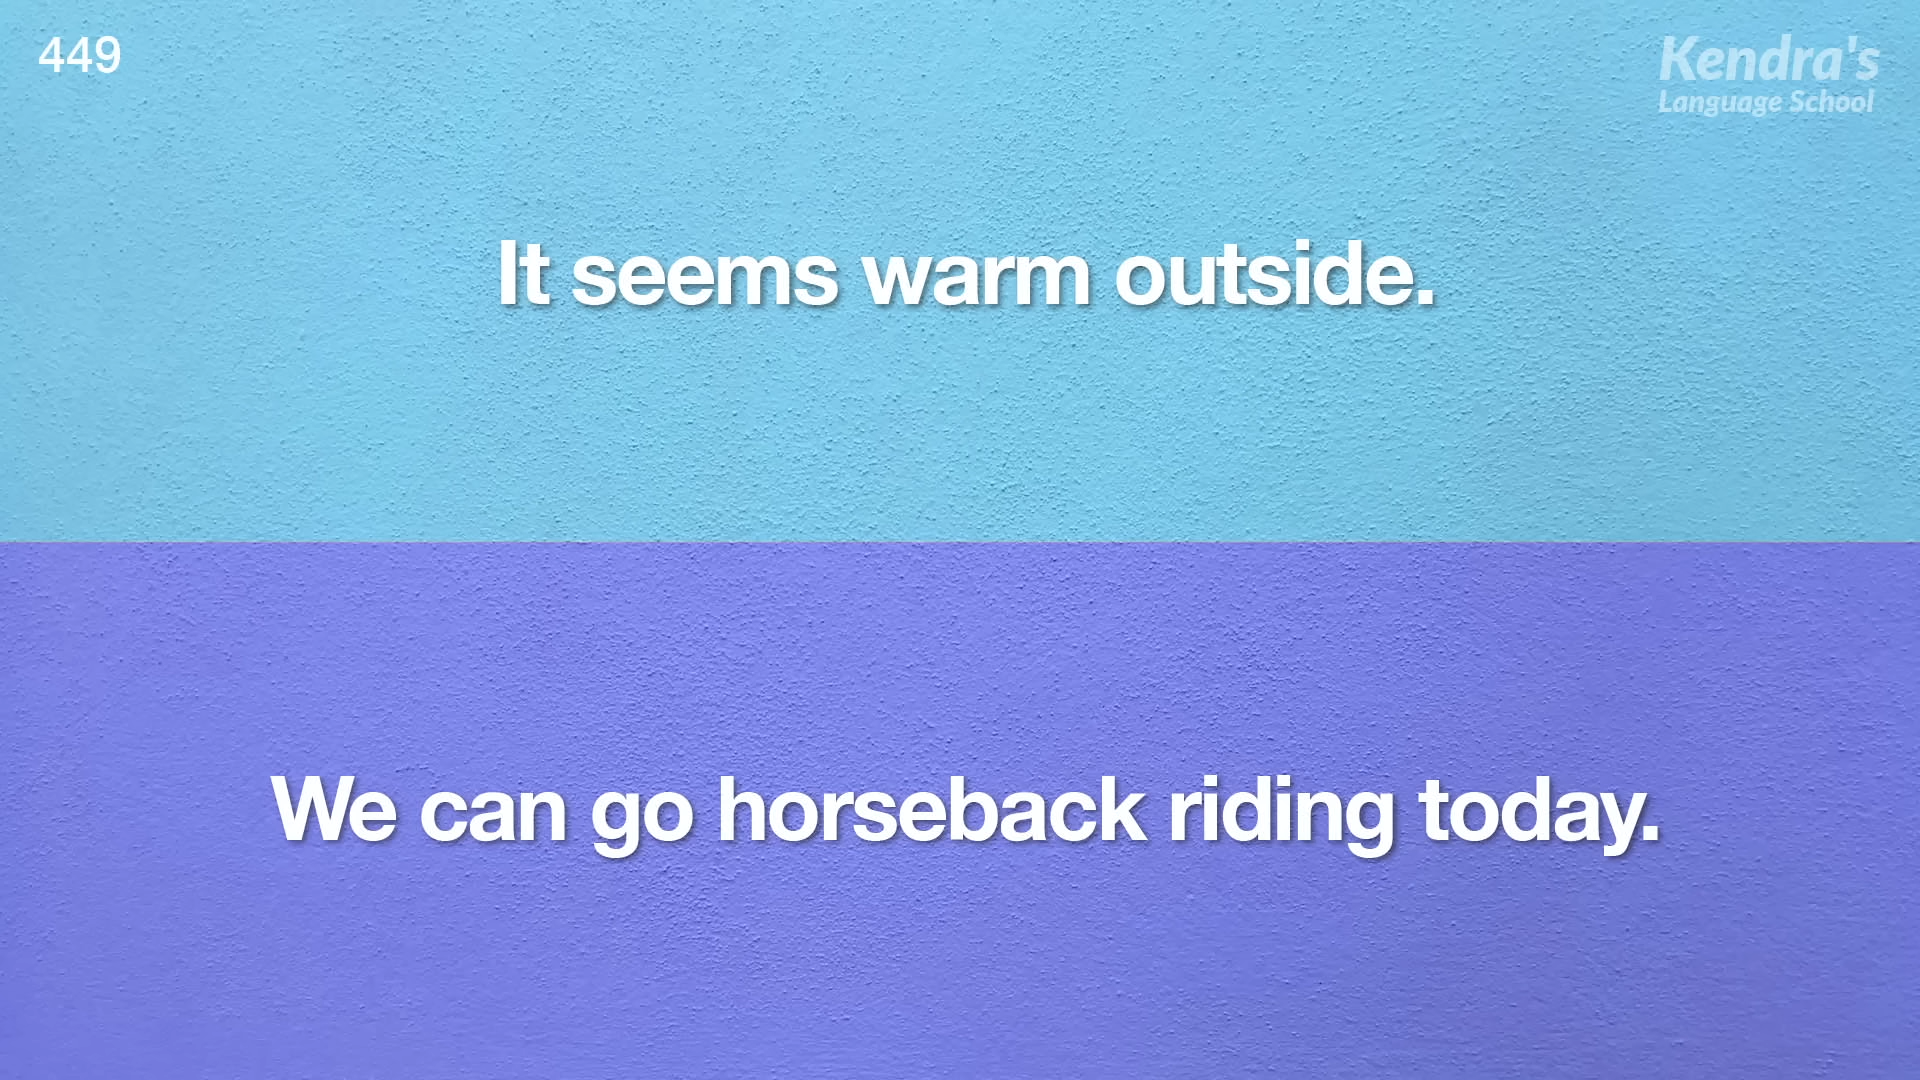 449
Kendra's
Language School
It seems warm outside.
We can go horseback riding today.